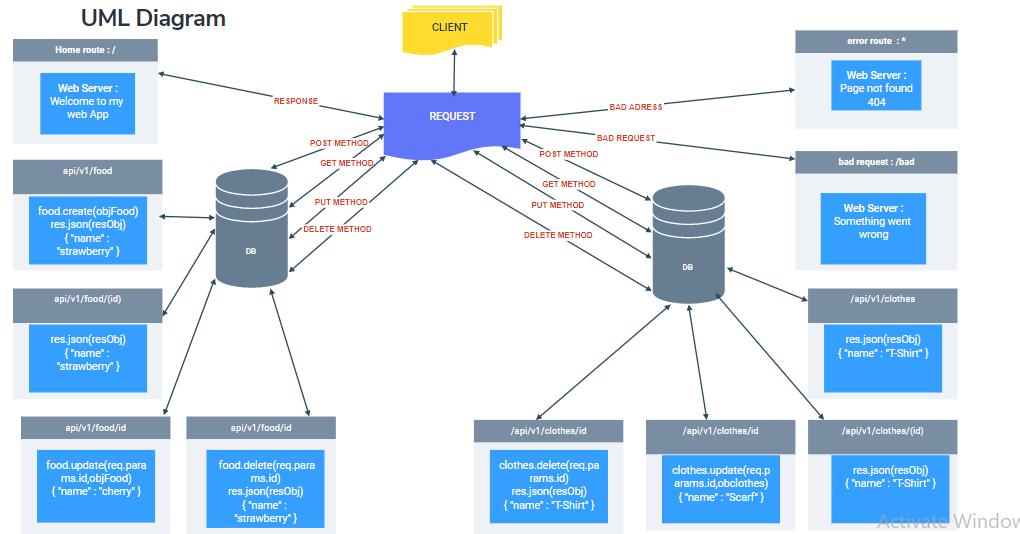 UML Diagram
CLIENT
Home route : /
Web Server :
Welcome to my
web App
error route  : *
Web Server :
Page not found
404
RESPONSE
REQUEST
BAD ADRESS
BAD REQUEST
POST METHOD
GET METHOD
PUT METHOD
DELETE METHOD
POST METHOD
GET METHOD
PUT METHOD
DELETE METHOD
bad request : /bad
Web Server :
Something went
wrong
api/v1/food
food.create(objFood)
res.json(resObj)
{ "name" :
"strawberry" }
DB
DB
api/v1/food/(id)
res.json(resObj)
{ "name" :
"strawberry" }
/api/v1/clothes
res.json(resObj)
{ "name" : "T-Shirt" }
api/v1/food/id
food.update(req.para
ms.id,objFood)
{ "name" : "cherry" }
api/v1/food/id
food.delete(req.para
ms.id)
res.json(resObj)
{ "name" :
"strawberry" }
/api/v1/clothes/id
clothes.delete(req.pa
rams.id)
res.json(resObj)
{ "name" : "T-Shirt" }
/api/v1/clothes/id
clothes.update(req.p
arams.id,obclothes)
{ "name" : "Scarf" }
/api/v1/clothes/(id)
res.json(resObj)
{ "name" : "T-Shirt" }
Activate Window